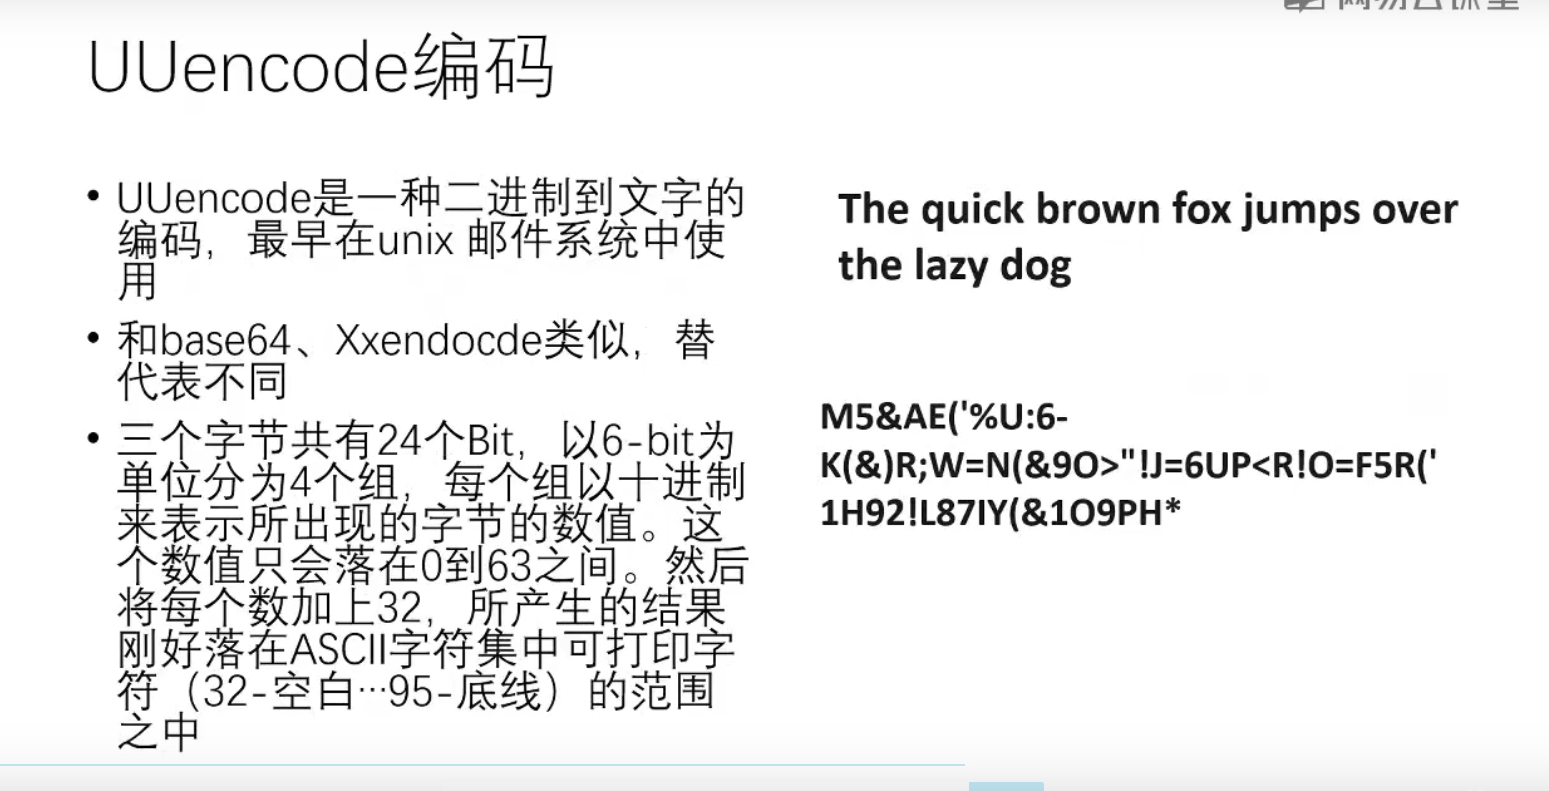 UUencode编码
• UUencode是一种二进制到文字的
编码，最早在unix 邮件系统中使
用
• 和base64、Xxendocde类似，替
代表不同
• 三个字节共有24个Bit，以6-bit为
单位分为4个组，每个组以十进制
来表示所出现的字节的数值。这
个数值只会落在0到63之间。然后
将每个数加上32，所产生的结果
刚好落在ASCII字符集中可打印字
符（32-空白…95-底线）的范围
之中
The quick brown fox jumps over
the lazy dog
M5&AE('%U:6-
K(&)R;W=N(&9O>"!J=6UP<R!O=F5R('
1H92!L87IY(&1O9PH*